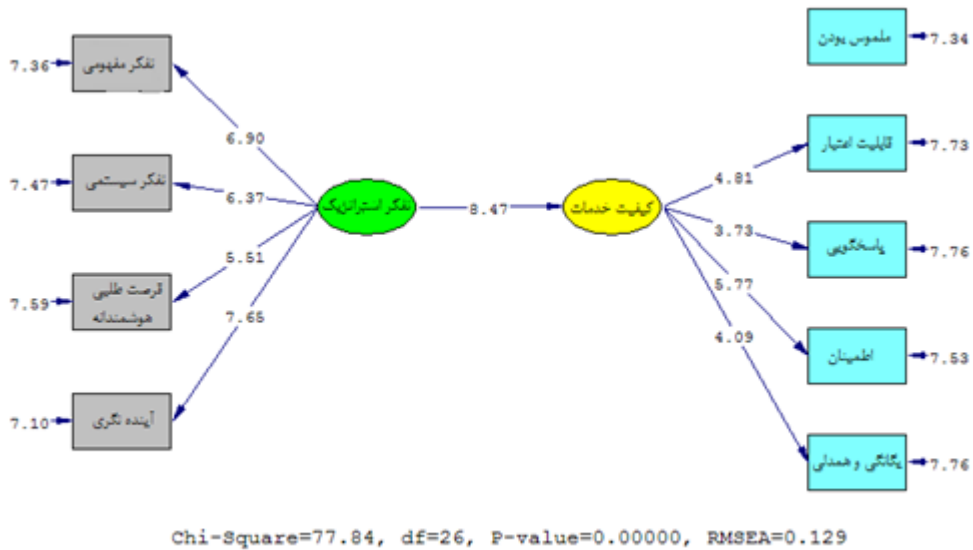 7.36 تفکر مفهومی
7.47 تفکر سیستمی
7.59 فرصت طلبی
هوشمندانه
7.10 آینده نگری
6.90
6.37
5.51
7.65
تفکر استراتژیک
8.47
کیفیت خدمات
4.81
3.73
5.77
4.09
ملموس بودن 7.34
قابلیت اعتبار 7.73
پاسخگویی 7.76
اطمینان 7.53
یگانگی و همدلی 7.76
Chi-Square=77.84, df=26, P-value=0.00000, RMSEA=0.129